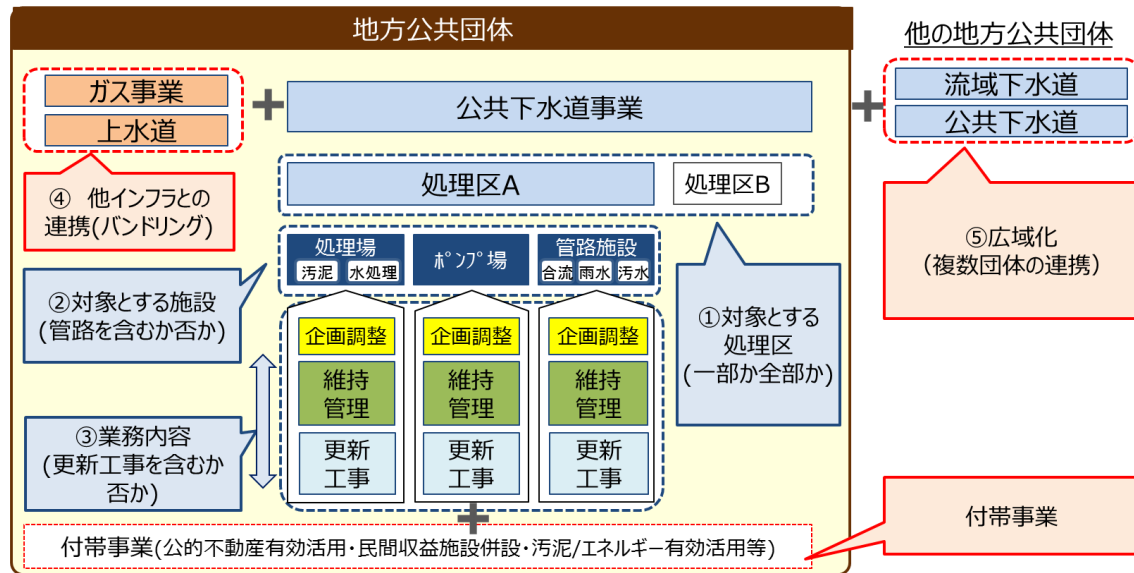 地方公共団体
他の地方公共団体
ガス事業
上水道
公共下水道事業
流域下水道
公共下水道
処理区A
処理区B
④ 他インフラとの
連携(バンドリング)
処理場
汚泥
水処理
ﾎﾟﾝﾌﾟ場
管路施設
合流
雨水
汚水
⑤広域化
(複数団体の連携)
②対象とする施設
(管路を含むか否か)
①対象とする
処理区
(一部か全部か)
企画調整
企画調整
企画調整
維持
管理
維持
管理
維持
管理
③業務内容
(更新工事を含むか
否か)
更新
工事
更新
工事
更新
工事
付帯事業(公的不動産有効活用・民間収益施設併設・汚泥/エネルギー有効活用等)
付帯事業